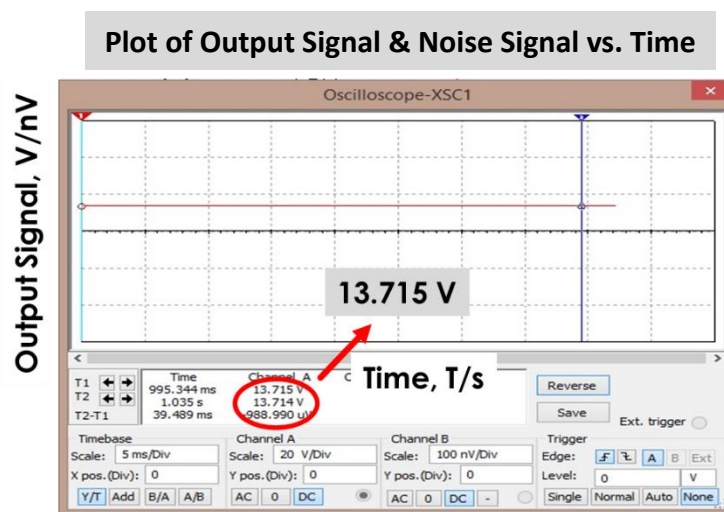 Plot of Output Signal & Noise Signal vs. Time
Output Signal, V/nV
Oscilloscope-XSC1
13.715 V
Time, T/s
Time Channel_A
T1 995.344 ms 13.715 V
T2 1.035 s 13.714 V
T2-T1 39.489 ms -988.990 uV
Reverse
Save
Ext. trigger
Timebase
Scale: 5 ms/Div
X pos.(Div): 0
Y/T Add B/A A/B
Channel A
Scale: 20 V/Div
Y pos.(Div): 0
AC 0 DC
Channel B
Scale: 100 nV/Div
Y pos.(Div): 0
AC 0 DC -
Trigger
Edge: A B Ext
Level: 0 V
Single Normal Auto None